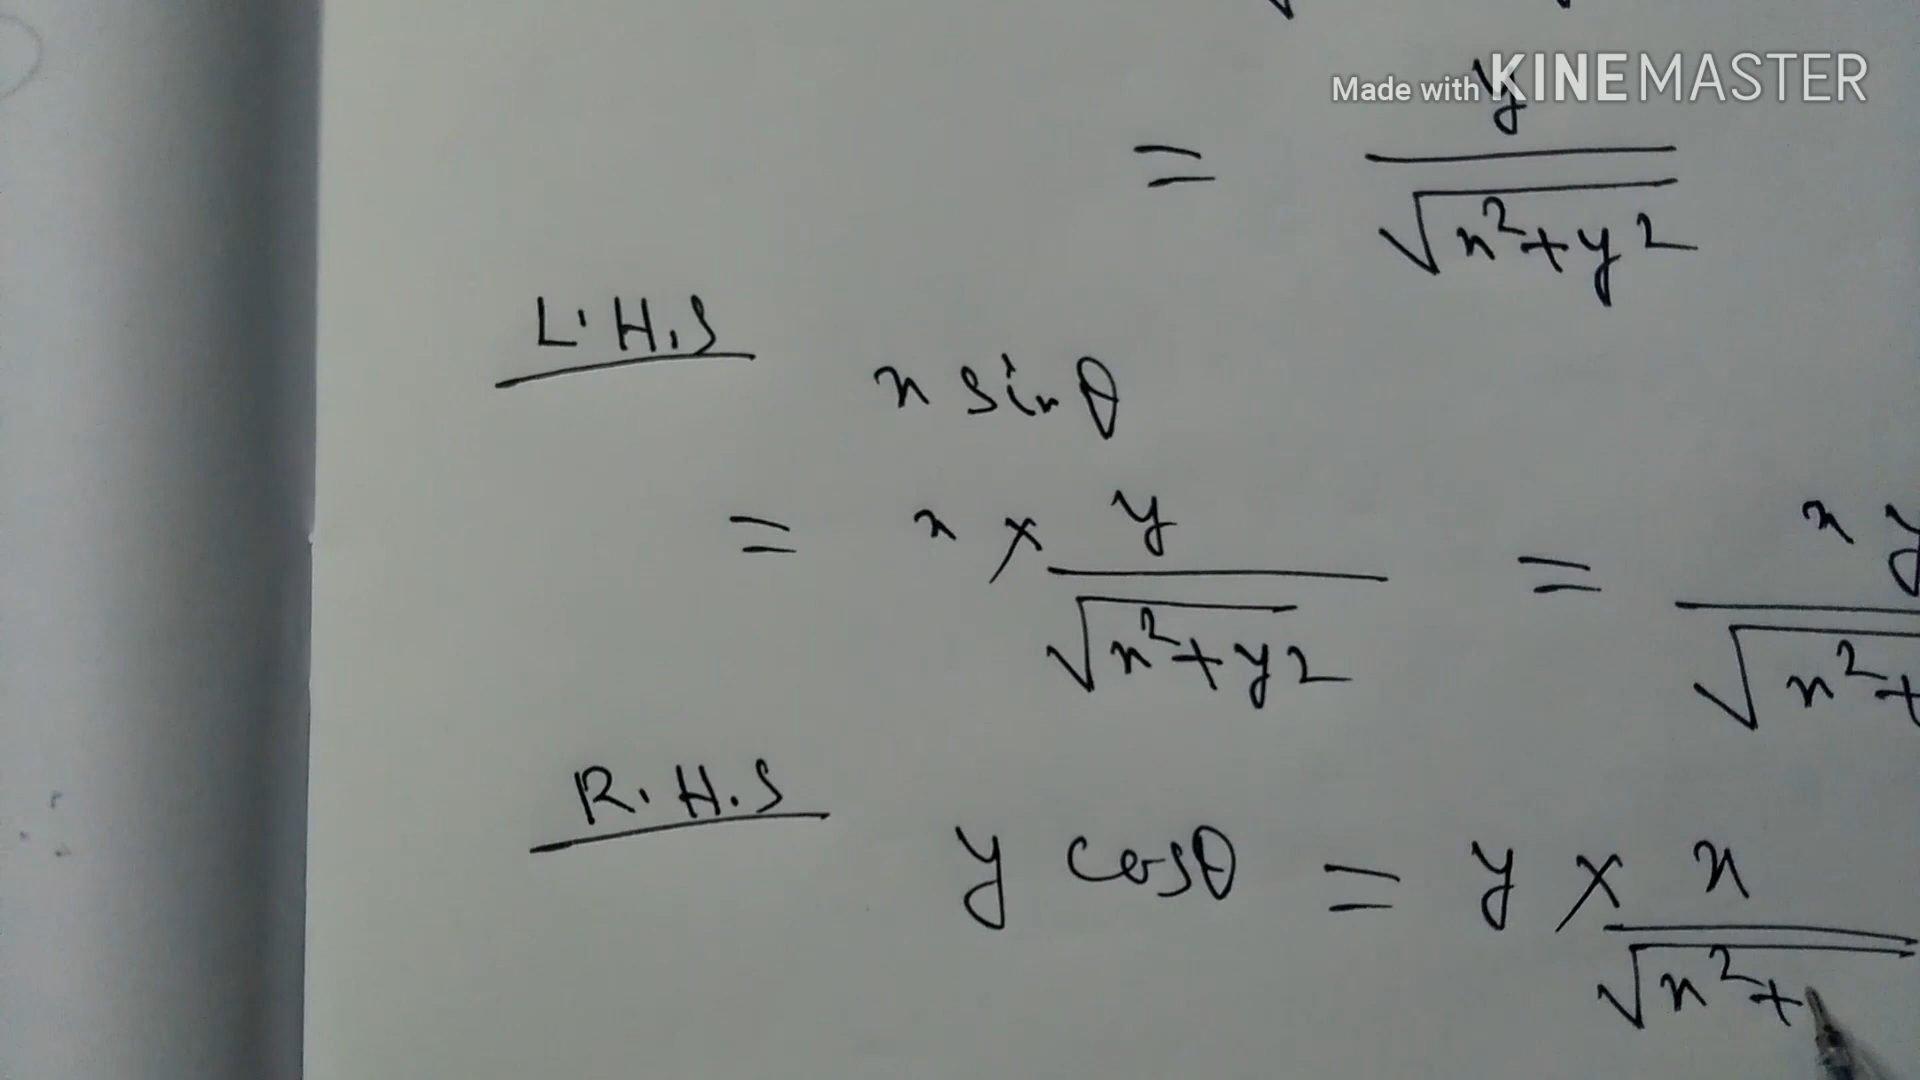 Made with KINEMASTER
= y / √x²+y²
L.H.S
x sinθ
= x × y / √x²+y² = xy / √x²+
R.H.S
y cosθ = y × x / √x²+